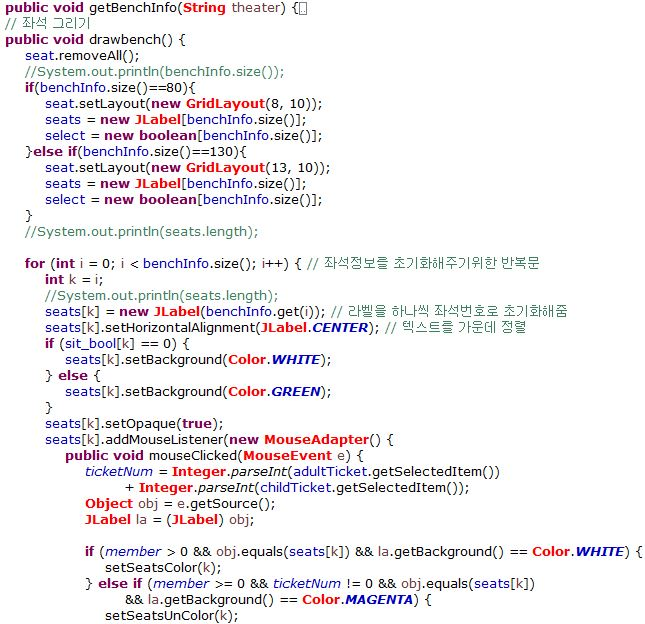 public void getBenchInfo(String theater) {
// 좌석 그리기
public void drawbench() {
seat.removeAll();
//System.out.println(benchInfo.size());
if(benchInfo.size()==80){
seat.setLayout(new GridLayout(8, 10));
seats = new JLabel[benchInfo.size()];
select = new boolean[benchInfo.size()];
}else if(benchInfo.size()==130){
seat.setLayout(new GridLayout(13, 10));
seats = new JLabel[benchInfo.size()];
select = new boolean[benchInfo.size()];
}
//System.out.println(seats.length);
for (int i = 0; i < benchInfo.size(); i++) { // 좌석정보를 초기화해주기위한 반복문
int k = i;
//System.out.println(seats.length);
seats[k] = new JLabel(benchInfo.get(i)); // 라벨을 하나씩 좌석번호로 초기화해줌
seats[k].setHorizontalAlignment(JLabel.CENTER); // 텍스트를 가운데 정렬
if (sit_bool[k] == 0) {
seats[k].setBackground(Color.WHITE);
} else {
seats[k].setBackground(Color.GREEN);
}
seats[k].setOpaque(true);
seats[k].addMouseListener(new MouseAdapter() {
public void mouseClicked(MouseEvent e) {
ticketNum = Integer.parseInt(adultTicket.getSelectedItem())
+ Integer.parseInt(childTicket.getSelectedItem());
Object obj = e.getSource();
JLabel la = (JLabel) obj;
if (member > 0 && obj.equals(seats[k]) && la.getBackground() == Color.WHITE) {
setSeatsColor(k);
} else if (member >= 0 && ticketNum != 0 && obj.equals(seats[k])
&& la.getBackground() == Color.MAGENTA) {
setSeatsUnColor(k);